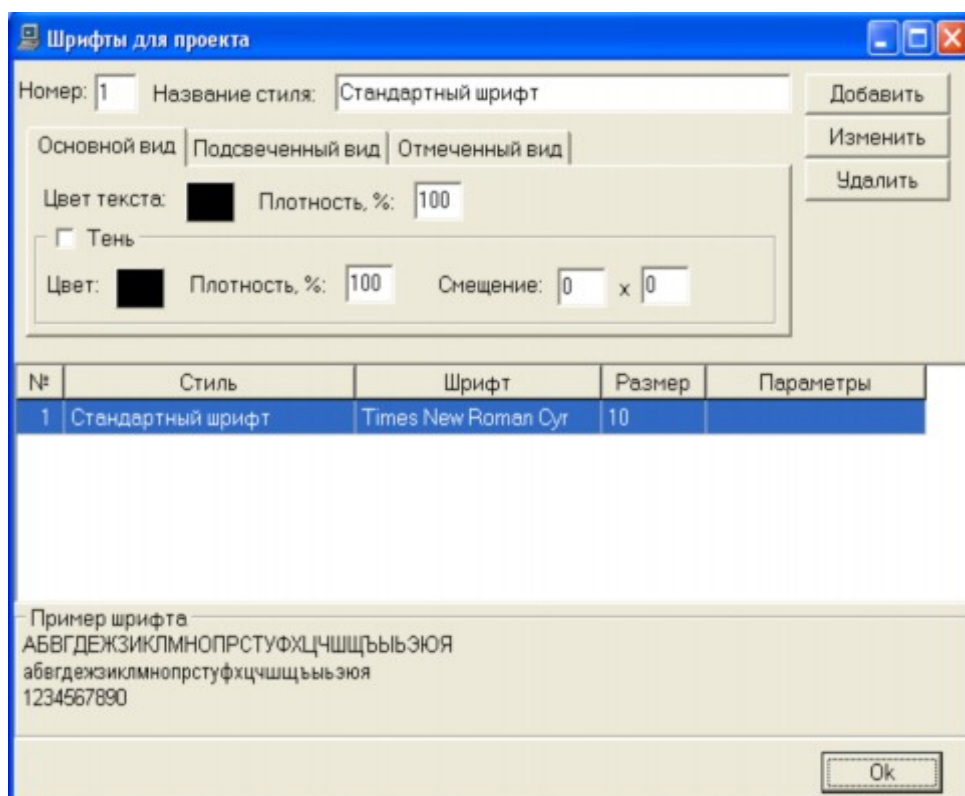 Шрифты для проекта
Номер: 1 Название стиля: Стандартный шрифт Добавить
Изменить
Удалить
Основной вид Подсвеченный вид Отмеченный вид
Цвет текста: Плотность, %: 100
Тень
Цвет: Плотность, %: 100 Смещение: 0 x 0
№ Стиль Шрифт Размер Параметры
1 Стандартный шрифт Times New Roman Cyr 10
Пример шрифта
АБВГДЕЖЗИКЛМНОПРСТУФХЦЧШЩЪЫЬЭЮЯ
абвгдежзиклмнопрстуфхцчшщъыьэюя
1234567890
Ok